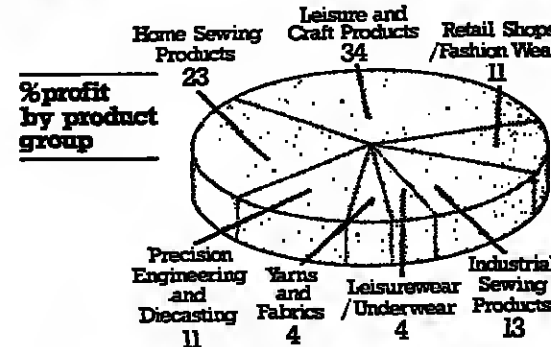 %profit
by product
group
Home Sewing
Products
23
Leisure and
Craft Products
34
Retail Shops
/Fashion Wear
11
Precision
Engineering
and
Diecasting
11
Yarns
and
Fabrics
4
Leisurewear
/Underwear
4
Industrial
Sewing
Products
13